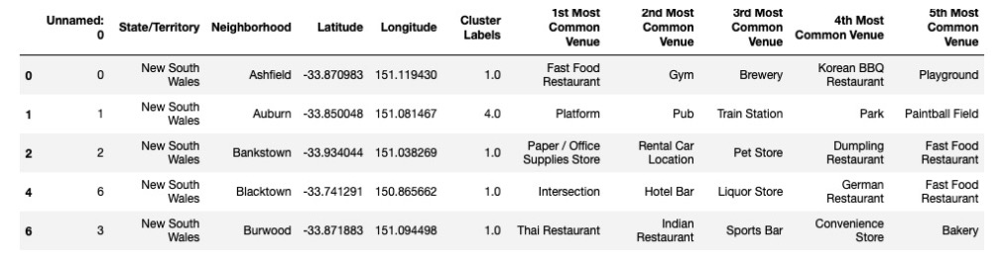 Unnamed: 0 State/Territory Neighborhood Latitude Longitude Cluster Labels 1st Most Common Venue 2nd Most Common Venue 3rd Most Common Venue 4th Most Common Venue 5th Most Common Venue
0 0 New South Wales Ashfield -33.870983 151.119430 1.0 Fast Food Restaurant Gym Brewery Korean BBQ Restaurant Playground
1 1 New South Wales Auburn -33.850048 151.081467 4.0 Platform Pub Train Station Park Paintball Field
2 2 New South Wales Bankstown -33.934044 151.038269 1.0 Paper / Office Supplies Store Rental Car Location Pet Store Dumpling Restaurant Fast Food Restaurant
4 6 New South Wales Blacktown -33.741291 150.865662 1.0 Intersection Hotel Bar Liquor Store German Restaurant Fast Food Restaurant
6 3 New South Wales Burwood -33.871883 151.094498 1.0 Thai Restaurant Indian Restaurant Sports Bar Convenience Store Bakery